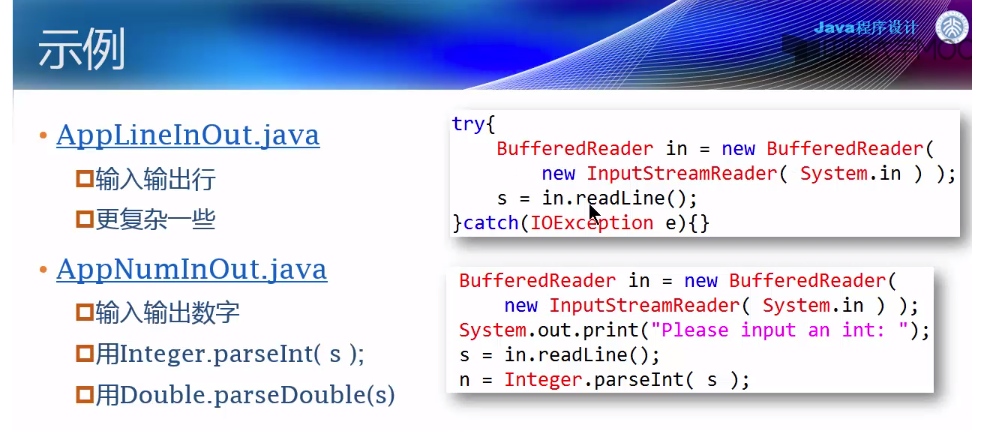 Java程序设计
示例
• AppLineInOut.java
输入输出行
更复杂一些
• AppNumInOut.java
输入输出数字
用Integer.parseInt( s );
用Double.parseDouble(s)
try{
BufferedReader in = new BufferedReader(
new InputStreamReader( System.in ) );
s = in.readLine();
}catch(IOException e){}
BufferedReader in = new BufferedReader(
new InputStreamReader( System.in ) );
System.out.print("Please input an int: ");
s = in.readLine();
n = Integer.parseInt( s );